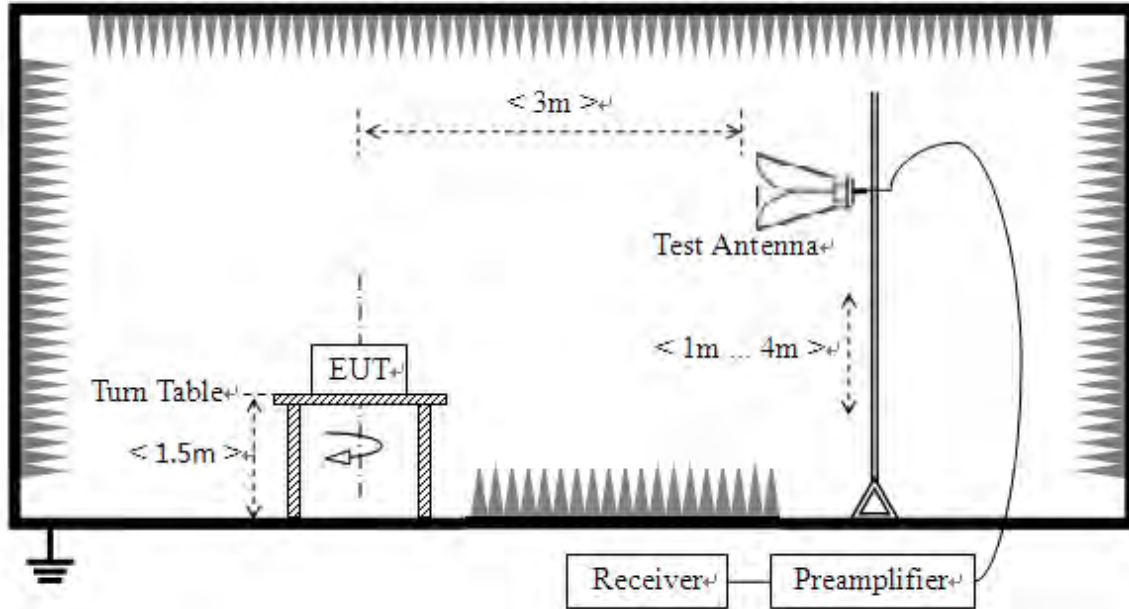 < 3m >↵
Test Antenna↵
< 1m ... 4m >↵
EUT↵
Turn Table↵
< 1.5m >↵
Receiver↵
Preamplifier↵